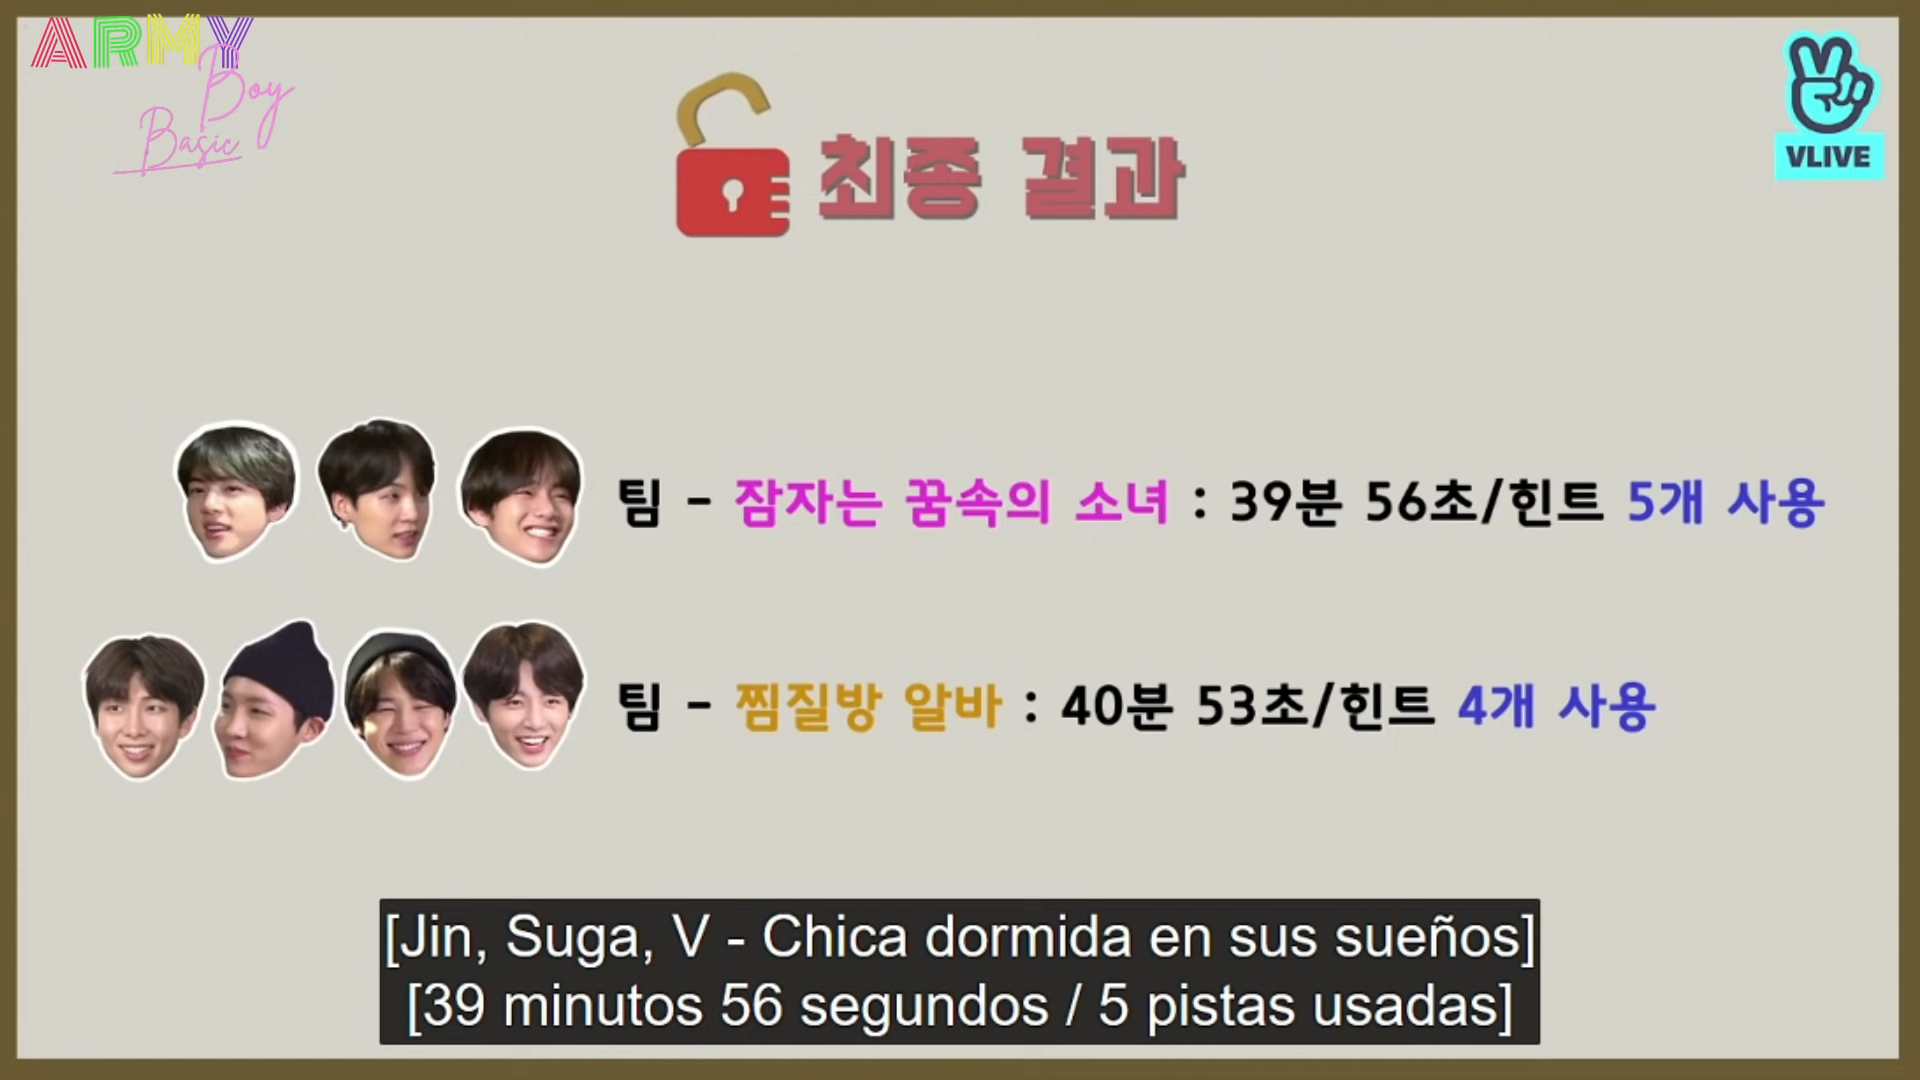 ARMY
Boy
Basic
VLIVE
최종 결과
팀 - 잠자는 꿈속의 소녀 : 39분 56초/힌트 5개 사용
팀 - 찜질방 알바 : 40분 53초/힌트 4개 사용
[Jin, Suga, V - Chica dormida en sus sueños]
[39 minutos 56 segundos / 5 pistas usadas]